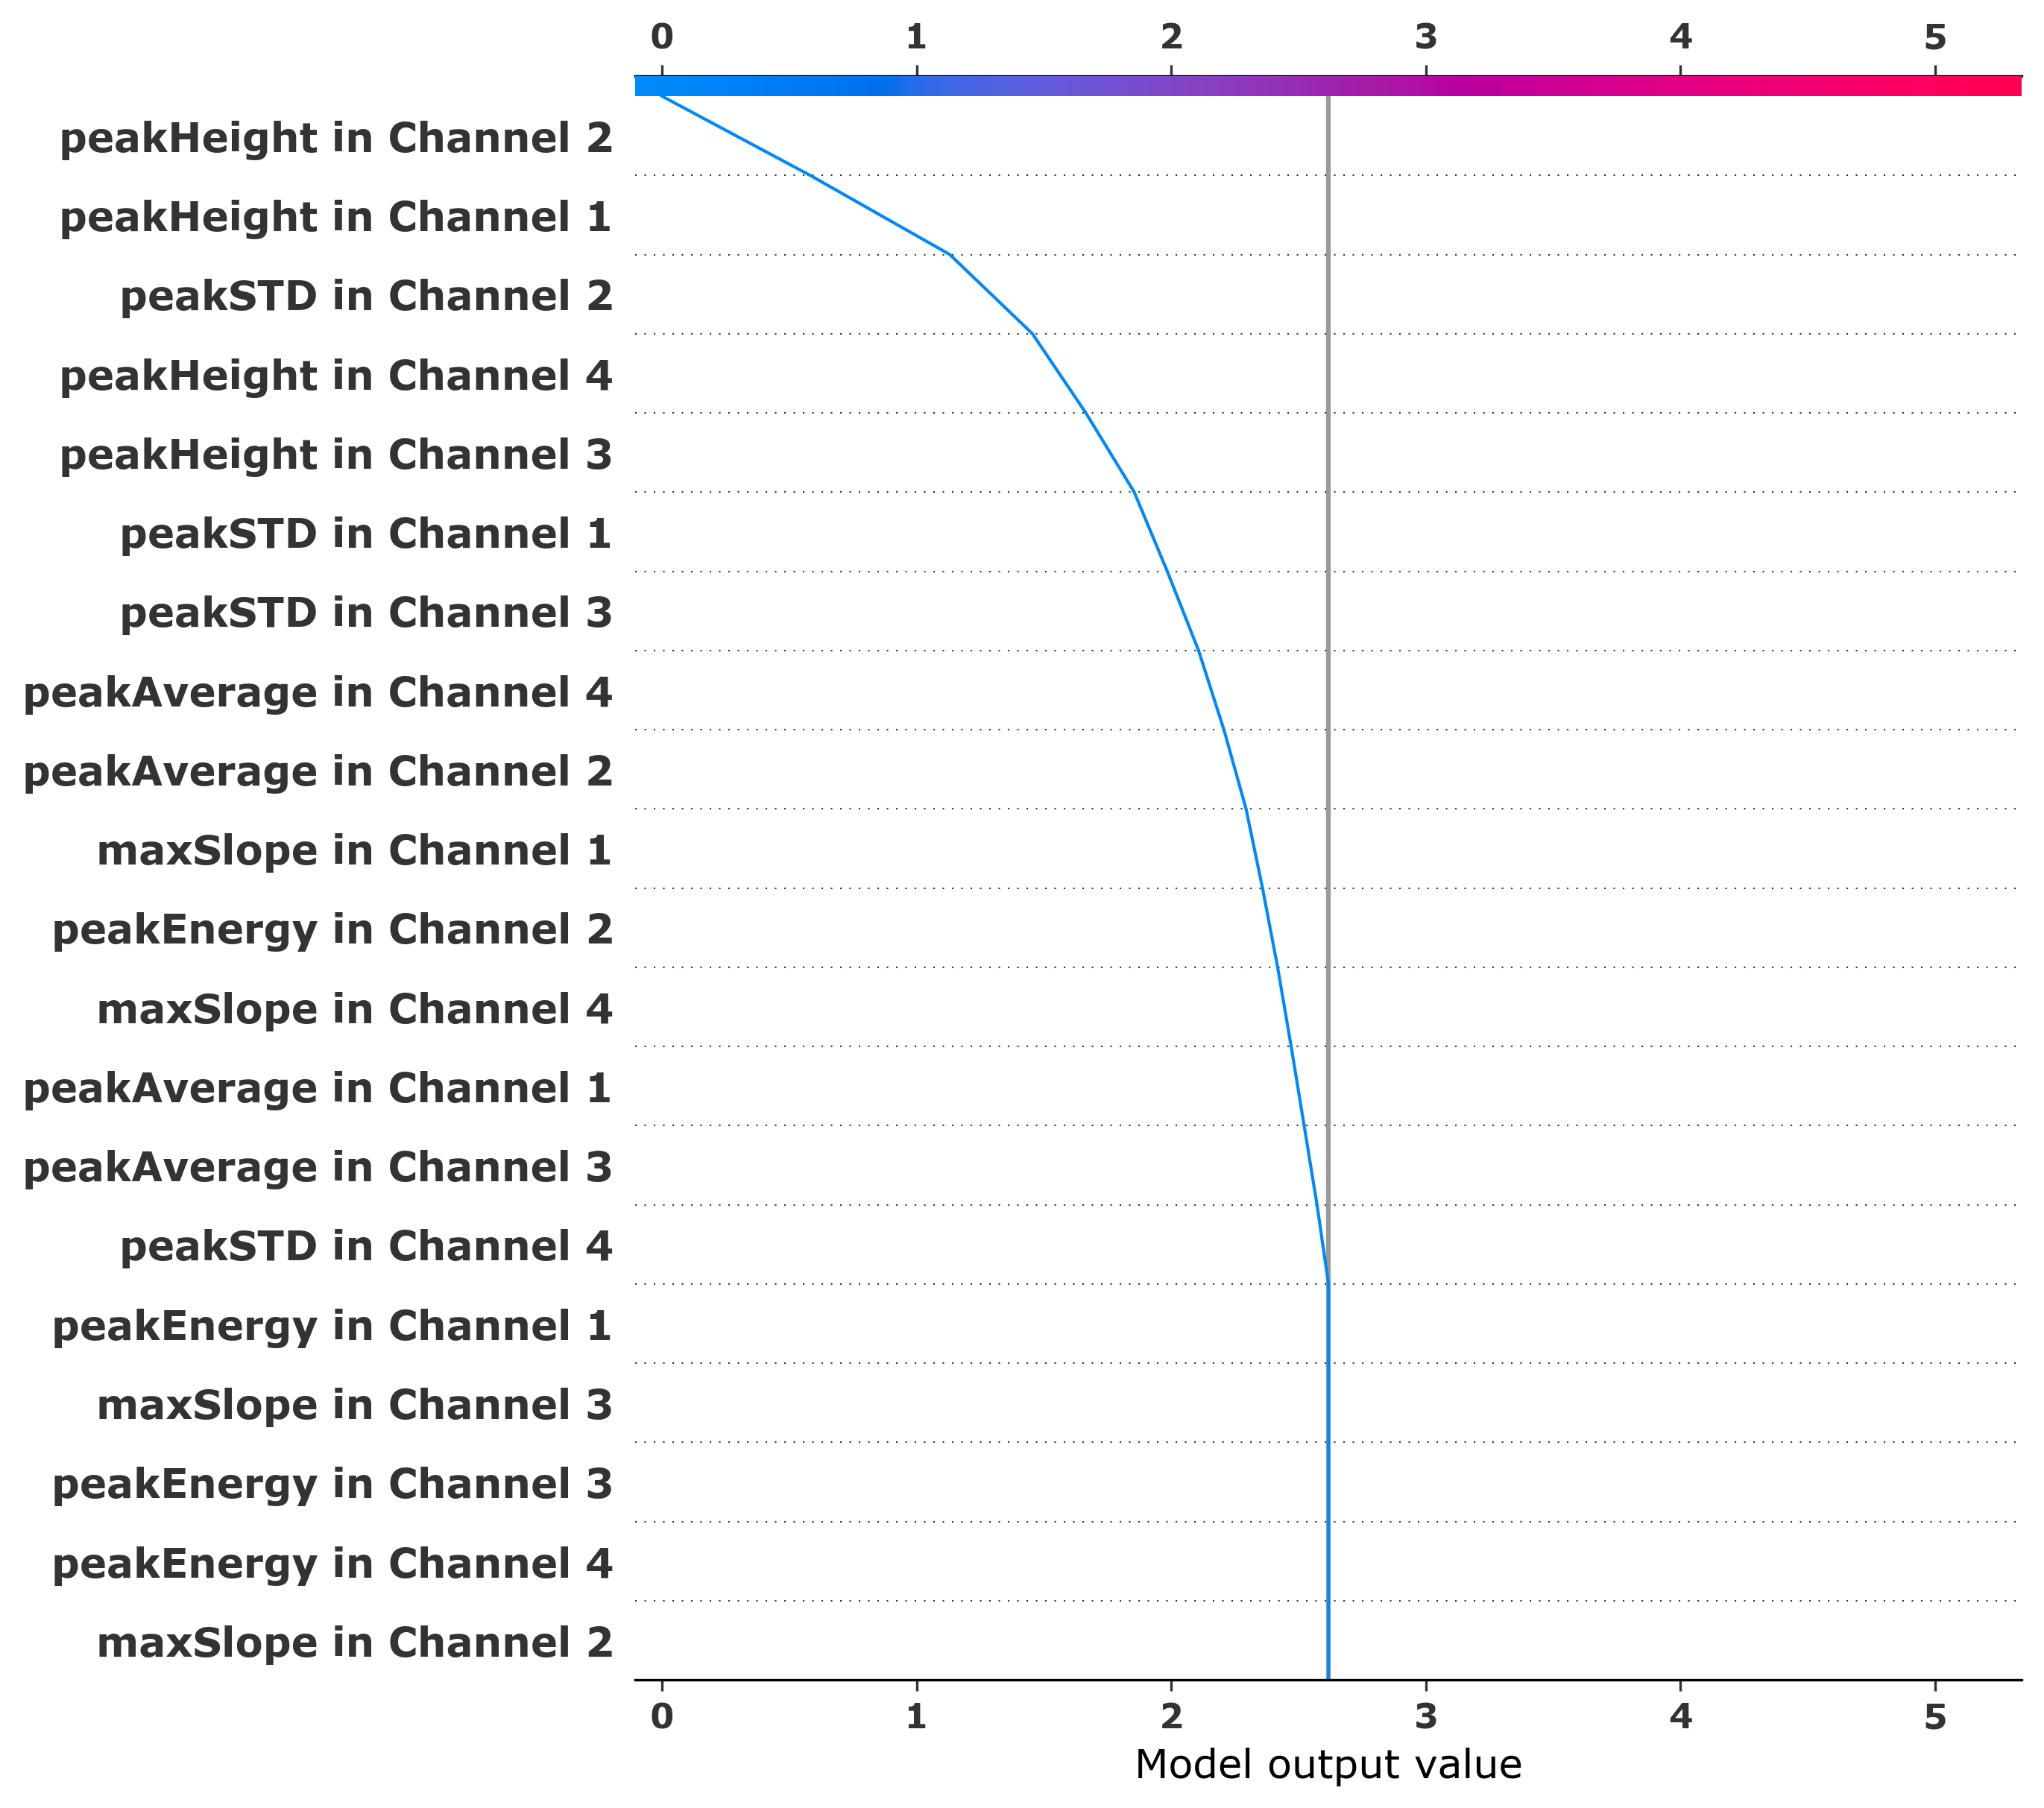 0 1 2 3 4 5
peakHeight in Channel 2
peakHeight in Channel 1
peakSTD in Channel 2
peakHeight in Channel 4
peakHeight in Channel 3
peakSTD in Channel 1
peakSTD in Channel 3
peakAverage in Channel 4
peakAverage in Channel 2
maxSlope in Channel 1
peakEnergy in Channel 2
maxSlope in Channel 4
peakAverage in Channel 1
peakAverage in Channel 3
peakSTD in Channel 4
peakEnergy in Channel 1
maxSlope in Channel 3
peakEnergy in Channel 3
peakEnergy in Channel 4
maxSlope in Channel 2
0 1 2 3 4 5
Model output value